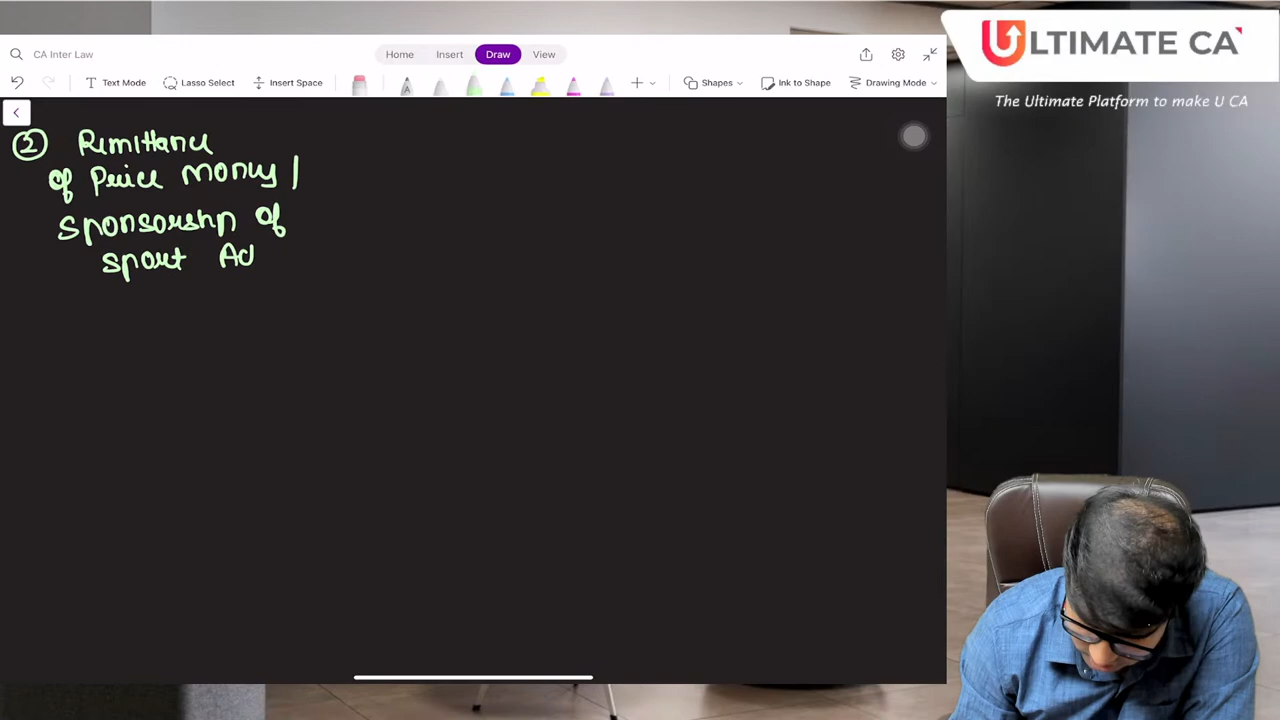 ULTIMATE CA
The Ultimate Platform to make U CA
CA Inter Law
Home Insert Draw View
Text Mode Lasso Select Insert Space Shapes Ink to Shape Drawing Mode
② Remittance
of Prize Money /
Sponsorship of
sport Ac